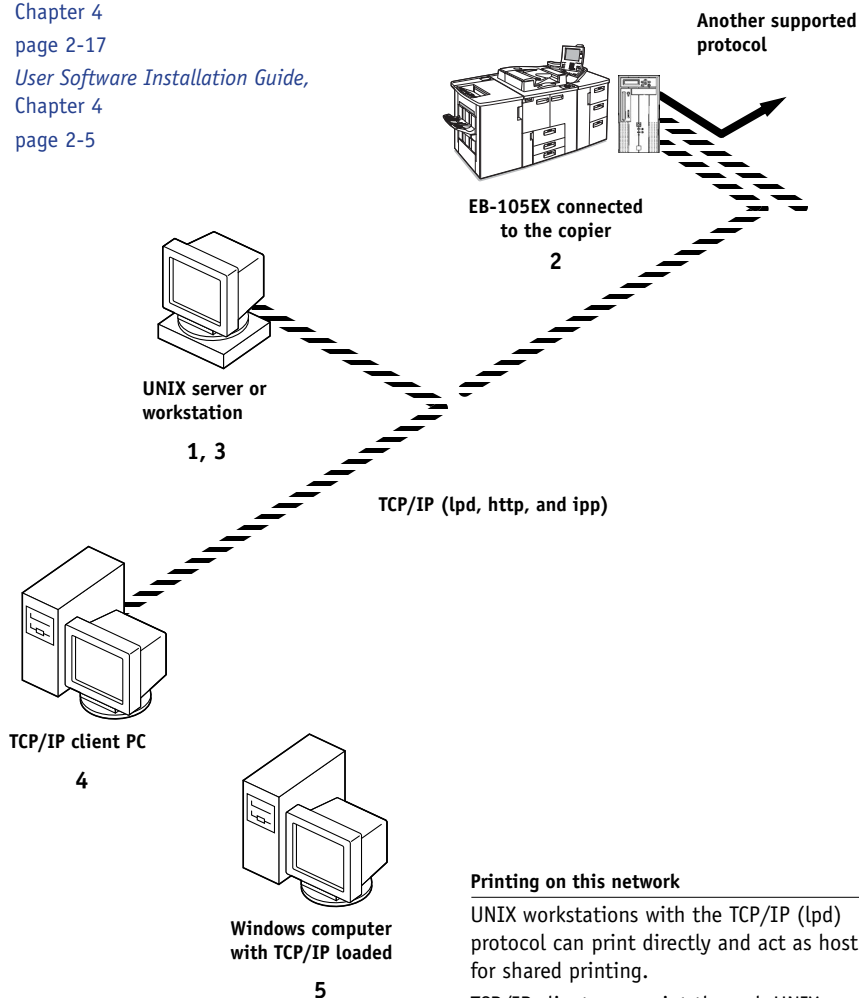 Chapter 4
page 2-17
User Software Installation Guide,
Chapter 4
page 2-5
Another supported
protocol
EB-105EX connected
to the copier
2
UNIX server or
workstation
1, 3
TCP/IP (lpd, http, and ipp)
TCP/IP client PC
4
Windows computer
with TCP/IP loaded
5
Printing on this network
UNIX workstations with the TCP/IP (lpd)
protocol can print directly and act as host
for shared printing.